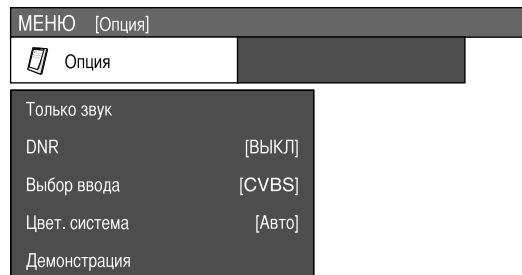 МЕНЮ [Опция]
Опция
Только звук
DNR [ВЫКЛ]
Выбор ввода [CVBS]
Цвет. система [Авто]
Демонстрация